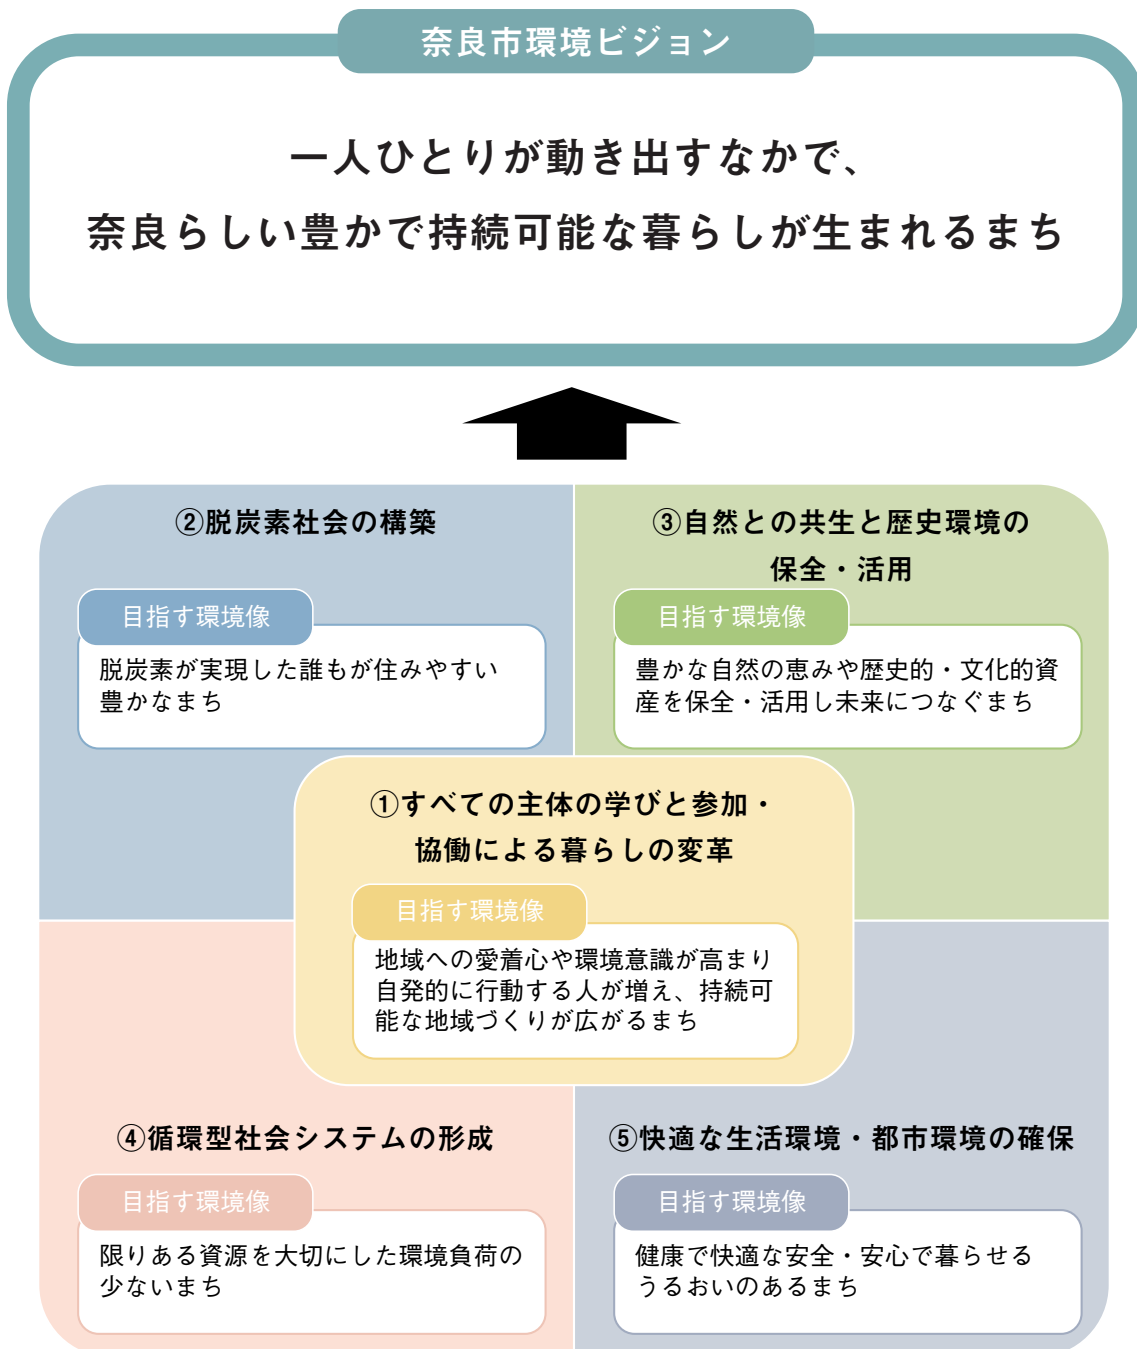 奈良市環境ビジョン
一人ひとりが動き出すなかで、
奈良らしい豊かで持続可能な暮らしが生まれるまち
②脱炭素社会の構築
目指す環境像
脱炭素が実現した誰もが住みやすい
豊かなまち
③自然との共生と歴史環境の
保全・活用
目指す環境像
豊かな自然の恵みや歴史的・文化的資
産を保全・活用し未来につなぐまち
①すべての主体の学びと参加・
協働による暮らしの変革
目指す環境像
地域への愛着心や環境意識が高まり
自発的に行動する人が増え、持続可
能な地域づくりが広がるまち
④循環型社会システムの形成
目指す環境像
限りある資源を大切にした環境負荷の
少ないまち
⑤快適な生活環境・都市環境の確保
目指す環境像
健康で快適な安全・安心で暮らせる
うるおいのあるまち